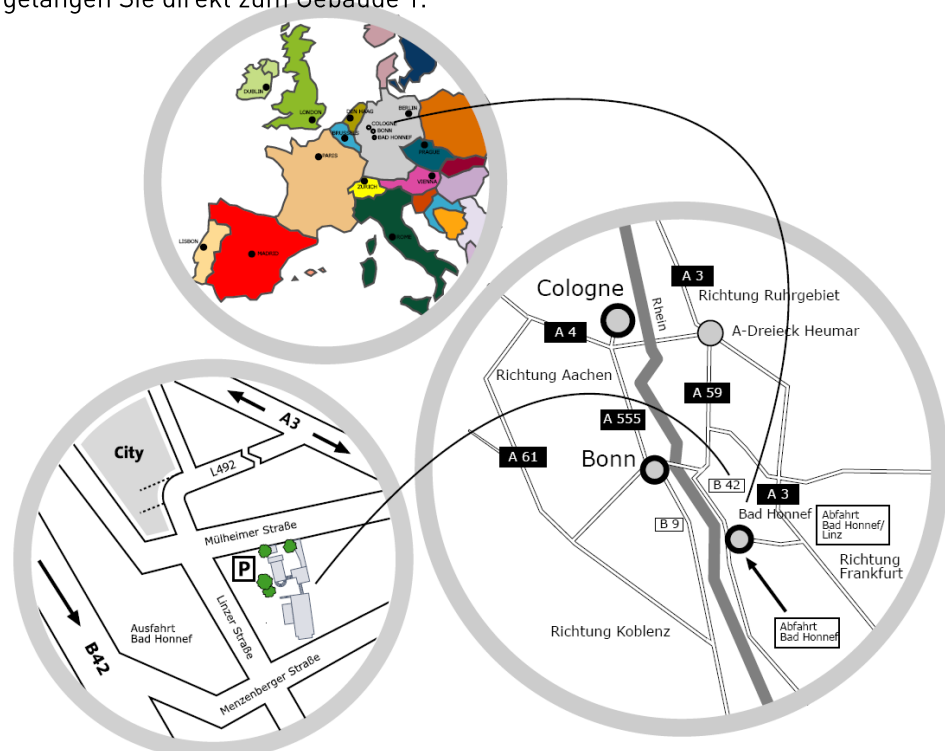 gelangen Sie direkt zum Gebäude 1.
DUBLIN
LONDON
DEN HAAG
BERLIN
COLOGNE
BONN
BAD HONNEF
BRUSSELS
PARIS
PRAGUE
ZÜRICH
VIENNA
LISBON
MADRID
ROME
Cologne
Rhein
A 3
Richtung Ruhrgebiet
A 4
A-Dreieck Heumar
Richtung Aachen
A 59
A 555
A 61
Bonn
B 42
A 3
B 9
Bad Honnef
Abfahrt
Bad Honnef/
Linz
Richtung
Frankfurt
Richtung Koblenz
Abfahrt
Bad Honnef
A3
City
L492
Mülheimer Straße
P
Linzer Straße
Ausfahrt
Bad Honnef
B42
Menzenberger Straße